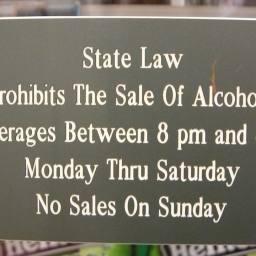 State Law
rohibits The Sale Of Alcoho
erages Between 8 pm and
Monday Thru Saturday
No Sales On Sunday